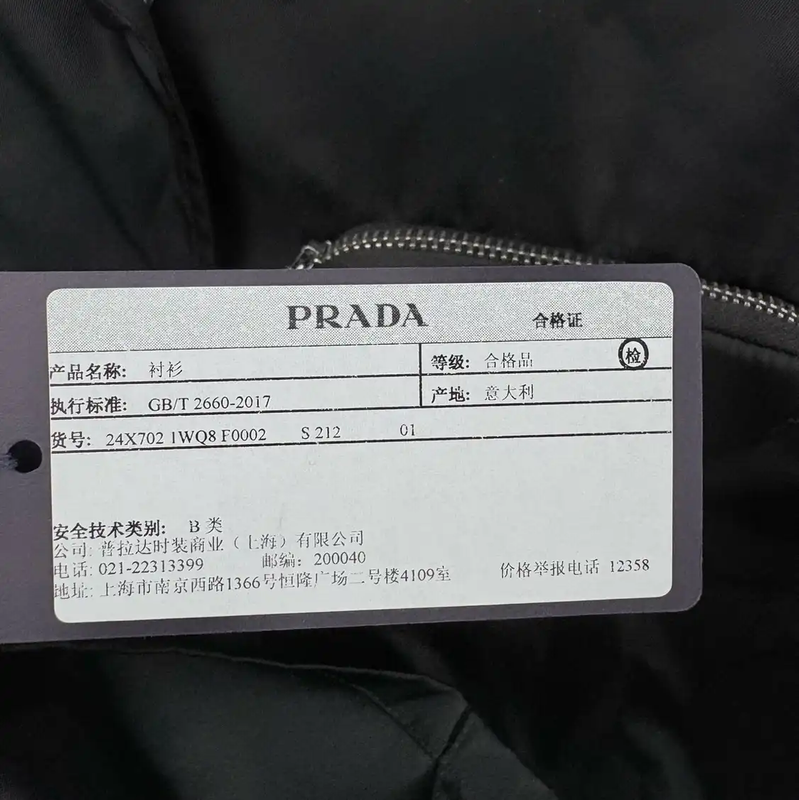 PRADA 合格证
产品名称: 衬衫 等级: 合格品 检
执行标准: GB/T 2660-2017 产地: 意大利
货号: 24X702 1WQ8 F0002 S 212 01
安全技术类别: B 类
公司: 普拉达时装商业（上海）有限公司
电话: 021-22313399 邮编: 200040
地址: 上海市南京西路1366号恒隆广场二号楼4109室 价格举报电话 12358